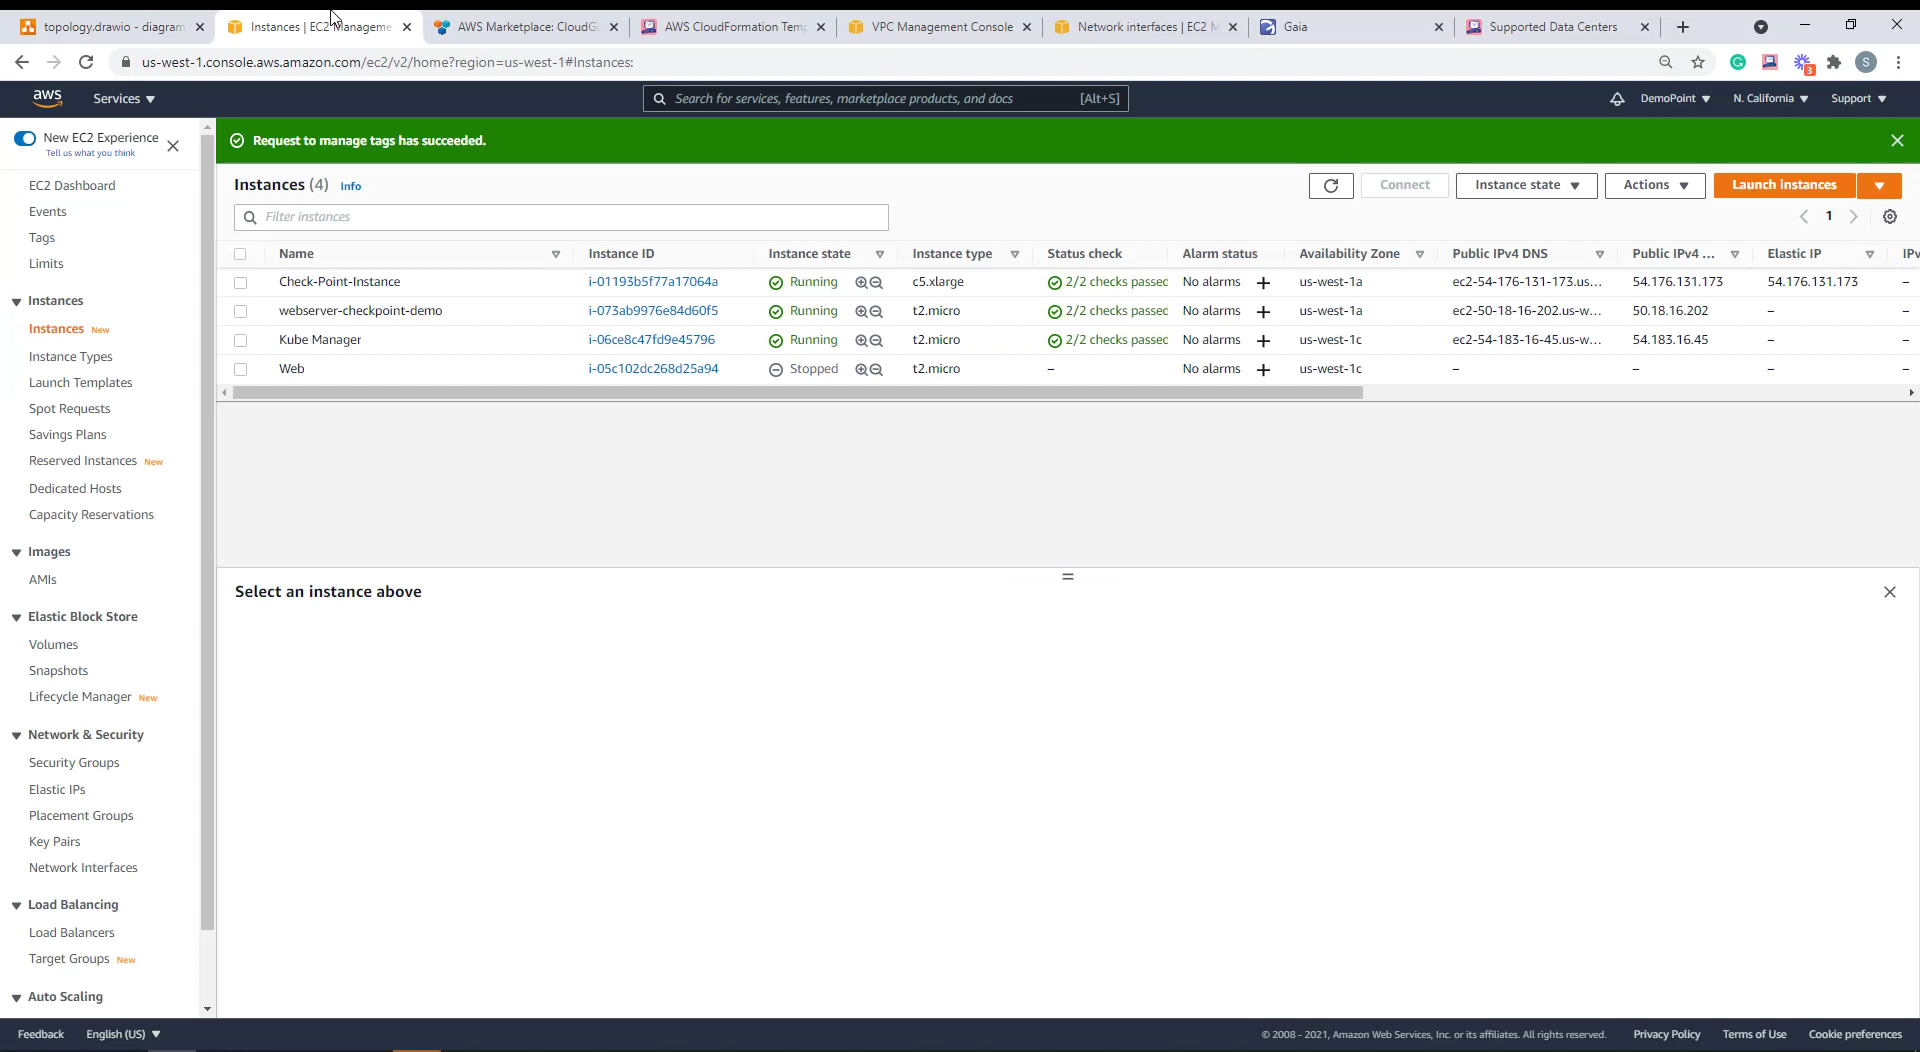 topology.drawio - diagram
Instances | EC2 Manageme
AWS Marketplace: CloudG
AWS CloudFormation Temp
VPC Management Console
Network interfaces | EC2 M
Gaia
Supported Data Centers
us-west-1.console.aws.amazon.com/ec2/v2/home?region=us-west-1#Instances:
3
S
aws
Services
Search for services, features, marketplace products, and docs
[Alt+S]
DemoPoint
N. California
Support
New EC2 Experience
Tell us what you think
EC2 Dashboard
Events
Tags
Limits
Instances
Instances New
Instance Types
Launch Templates
Spot Requests
Savings Plans
Reserved Instances New
Dedicated Hosts
Capacity Reservations
Images
AMIs
Elastic Block Store
Volumes
Snapshots
Lifecycle Manager New
Network & Security
Security Groups
Elastic IPs
Placement Groups
Key Pairs
Network Interfaces
Load Balancing
Load Balancers
Target Groups New
Auto Scaling
Request to manage tags has succeeded.
Instances (4) Info
Connect
Instance state
Actions
Launch instances
Filter instances
1
Name Instance ID Instance state Instance type Status check Alarm status Availability Zone Public IPv4 DNS Public IPv4 ... Elastic IP IPv
Check-Point-Instance i-01193b5f77a17064a Running c5.xlarge 2/2 checks passed No alarms + us-west-1a ec2-54-176-131-173.us... 54.176.131.173 54.176.131.173 –
webserver-checkpoint-demo i-073ab9976e84d60f5 Running t2.micro 2/2 checks passed No alarms + us-west-1a ec2-50-18-16-202.us-w... 50.18.16.202 – –
Kube Manager i-06ce8c47fd9e45796 Running t2.micro 2/2 checks passed No alarms + us-west-1c ec2-54-183-16-45.us-w... 54.183.16.45 – –
Web i-05c102dc268d25a94 Stopped t2.micro – No alarms + us-west-1c – – – –
Select an instance above
Feedback
English (US)
© 2008 - 2021, Amazon Web Services, Inc. or its affiliates. All rights reserved.
Privacy Policy
Terms of Use
Cookie preferences